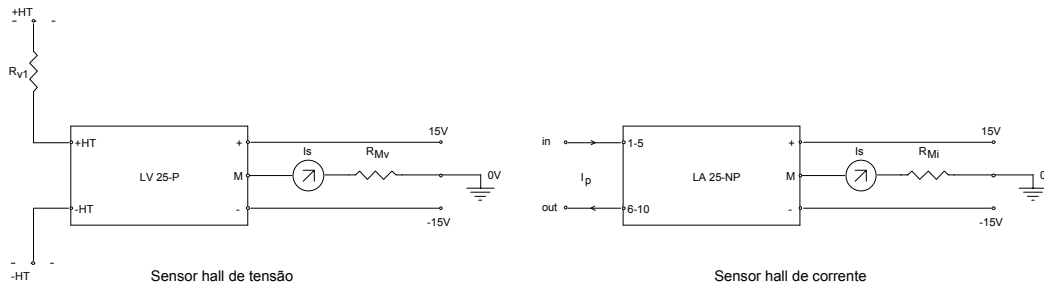 +HT
Rv1
+HT
-HT
LV 25-P
+
M
-
Is
RMv
15V
0V
-15V
-HT
Sensor hall de tensão
in
Ip
out
1-5
6-10
LA 25-NP
+
M
-
Is
RMi
15V
0
-15V
Sensor hall de corrente